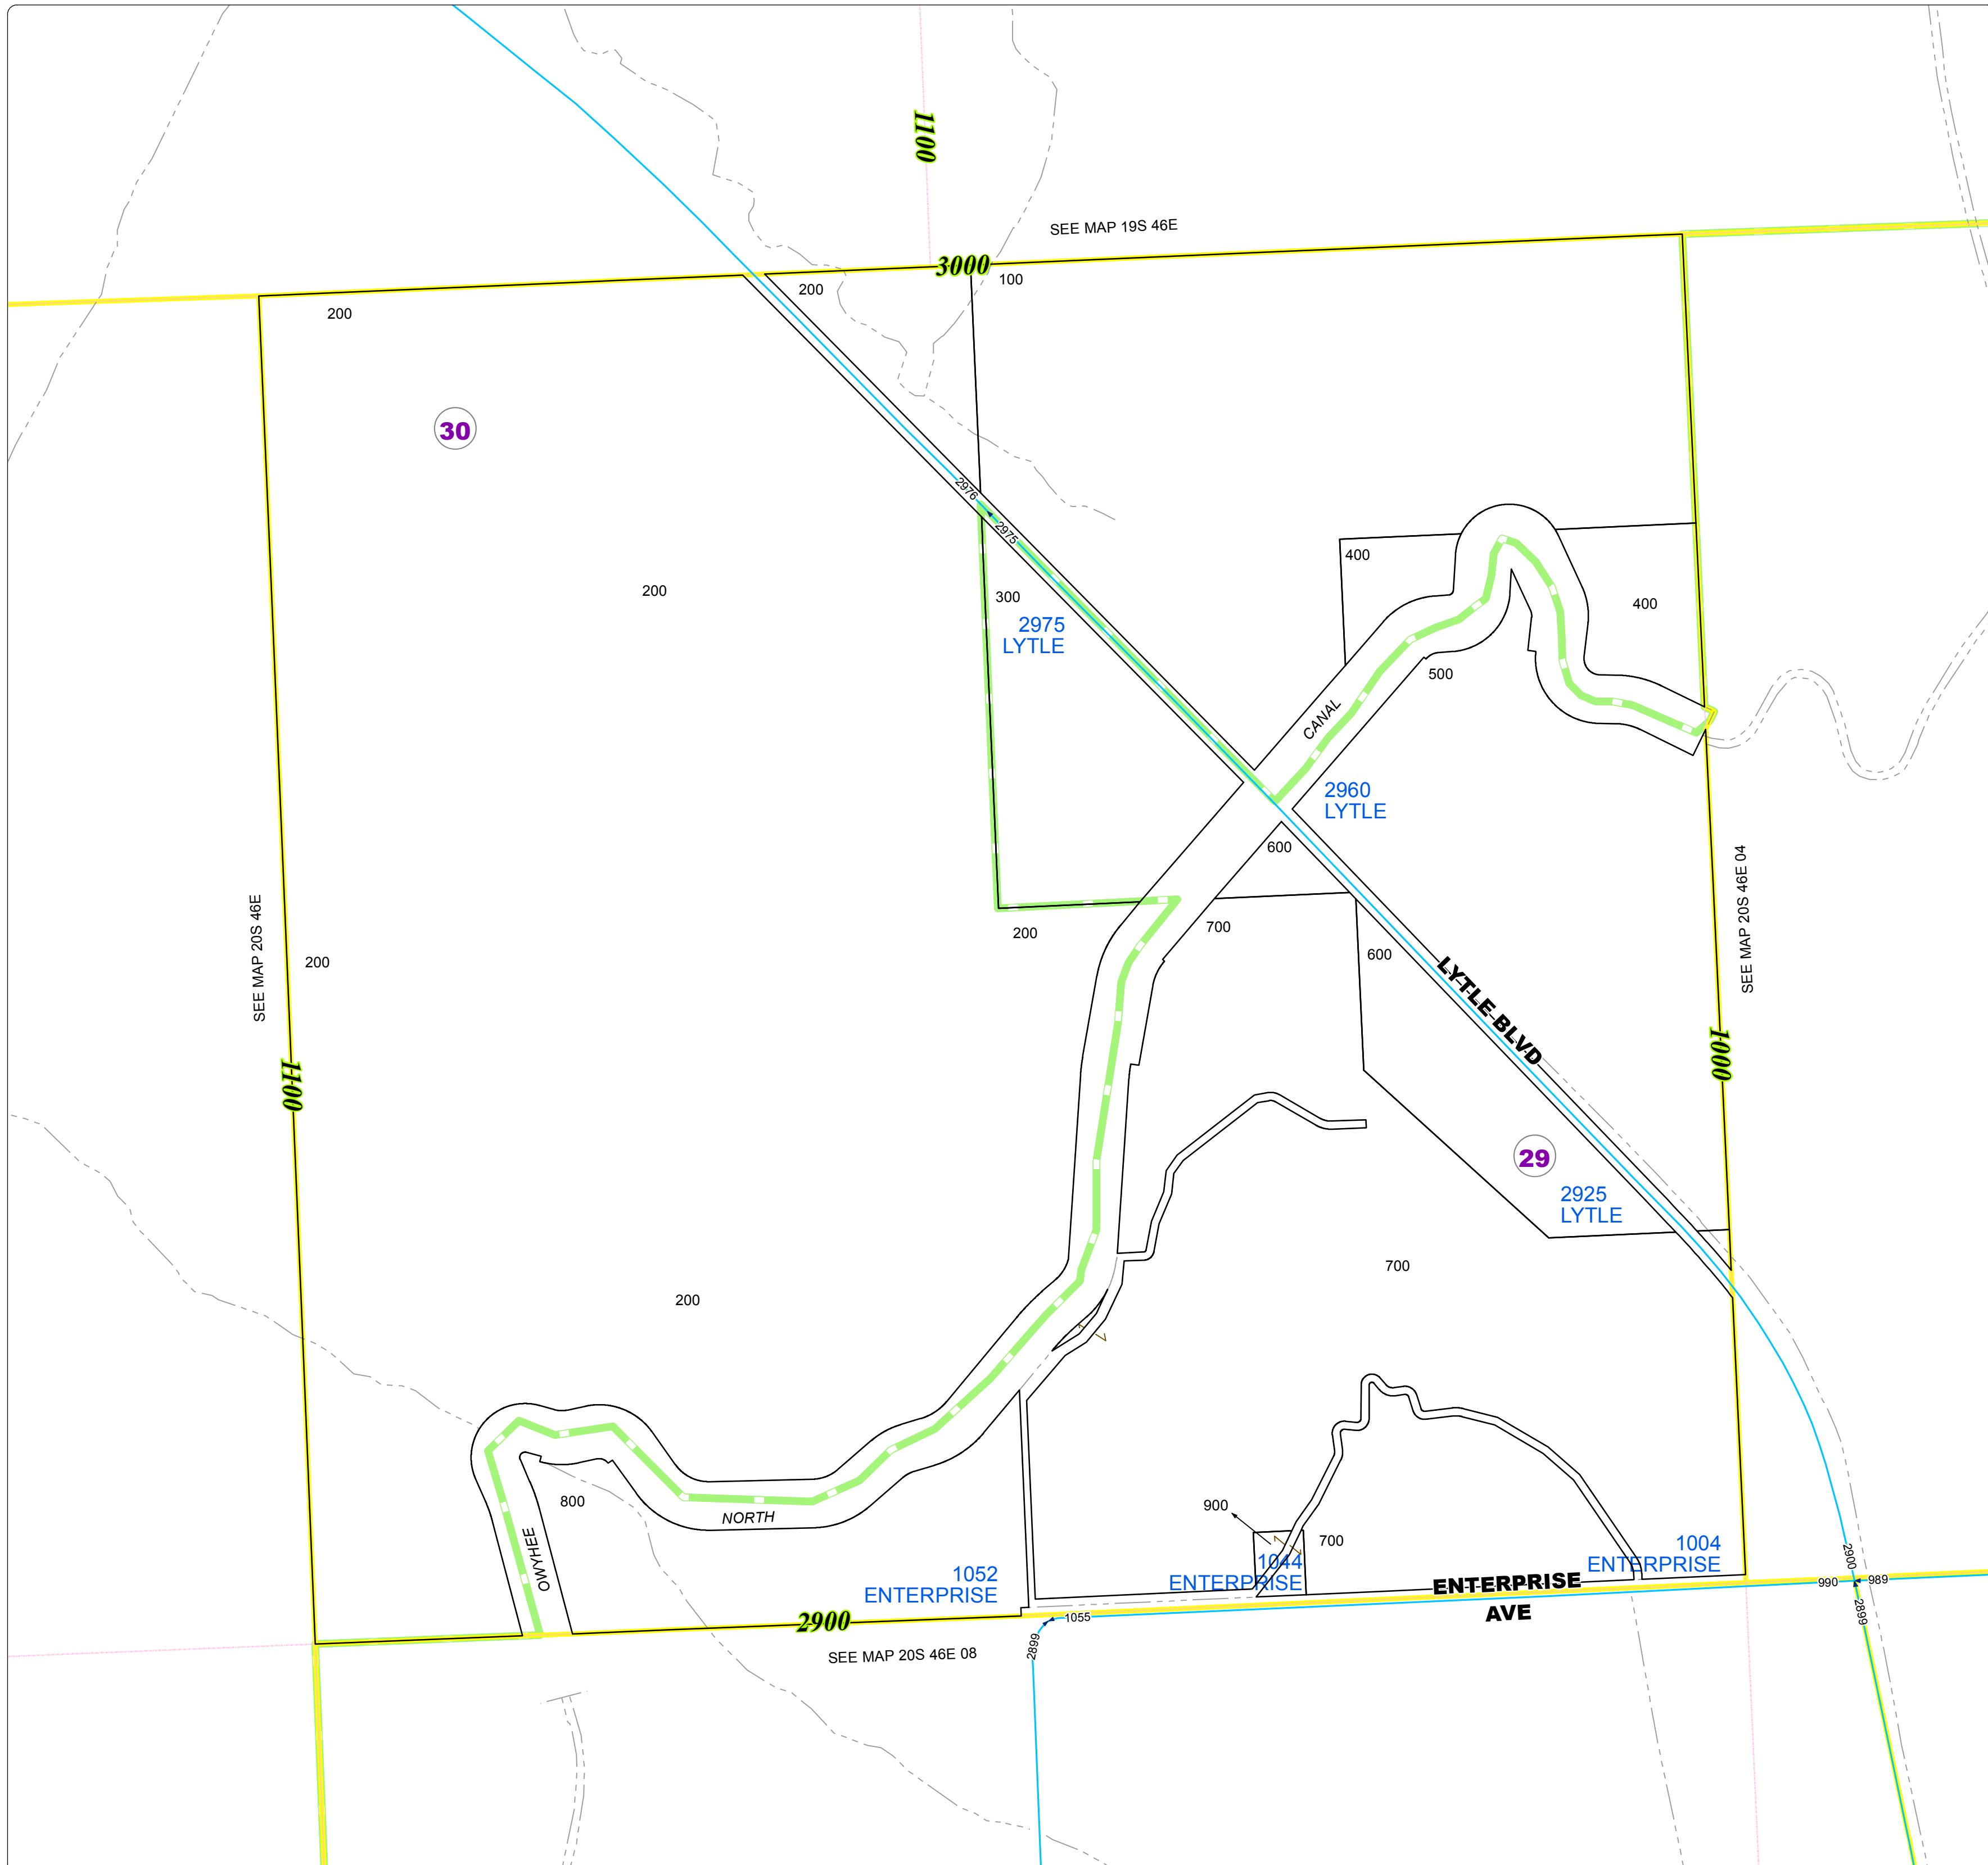 1100
SEE MAP 19S 46E
3000
100
200
200
30
2976
2975
200
300
2975
LYTLE
400
400
500
CANAL
2960
LYTLE
600
SEE MAP 20S 46E
SEE MAP 20S 46E 04
200
700
600
200
LYTLE BLVD
1100
1000
29
2925
LYTLE
700
200
800
NORTH
OWYHEE
900
700
1052
ENTERPRISE
1044
ENTERPRISE
1004
ENTERPRISE
ENTERPRISE
AVE
2900
990
989
2899
2900
1055
2899
SEE MAP 20S 46E 08